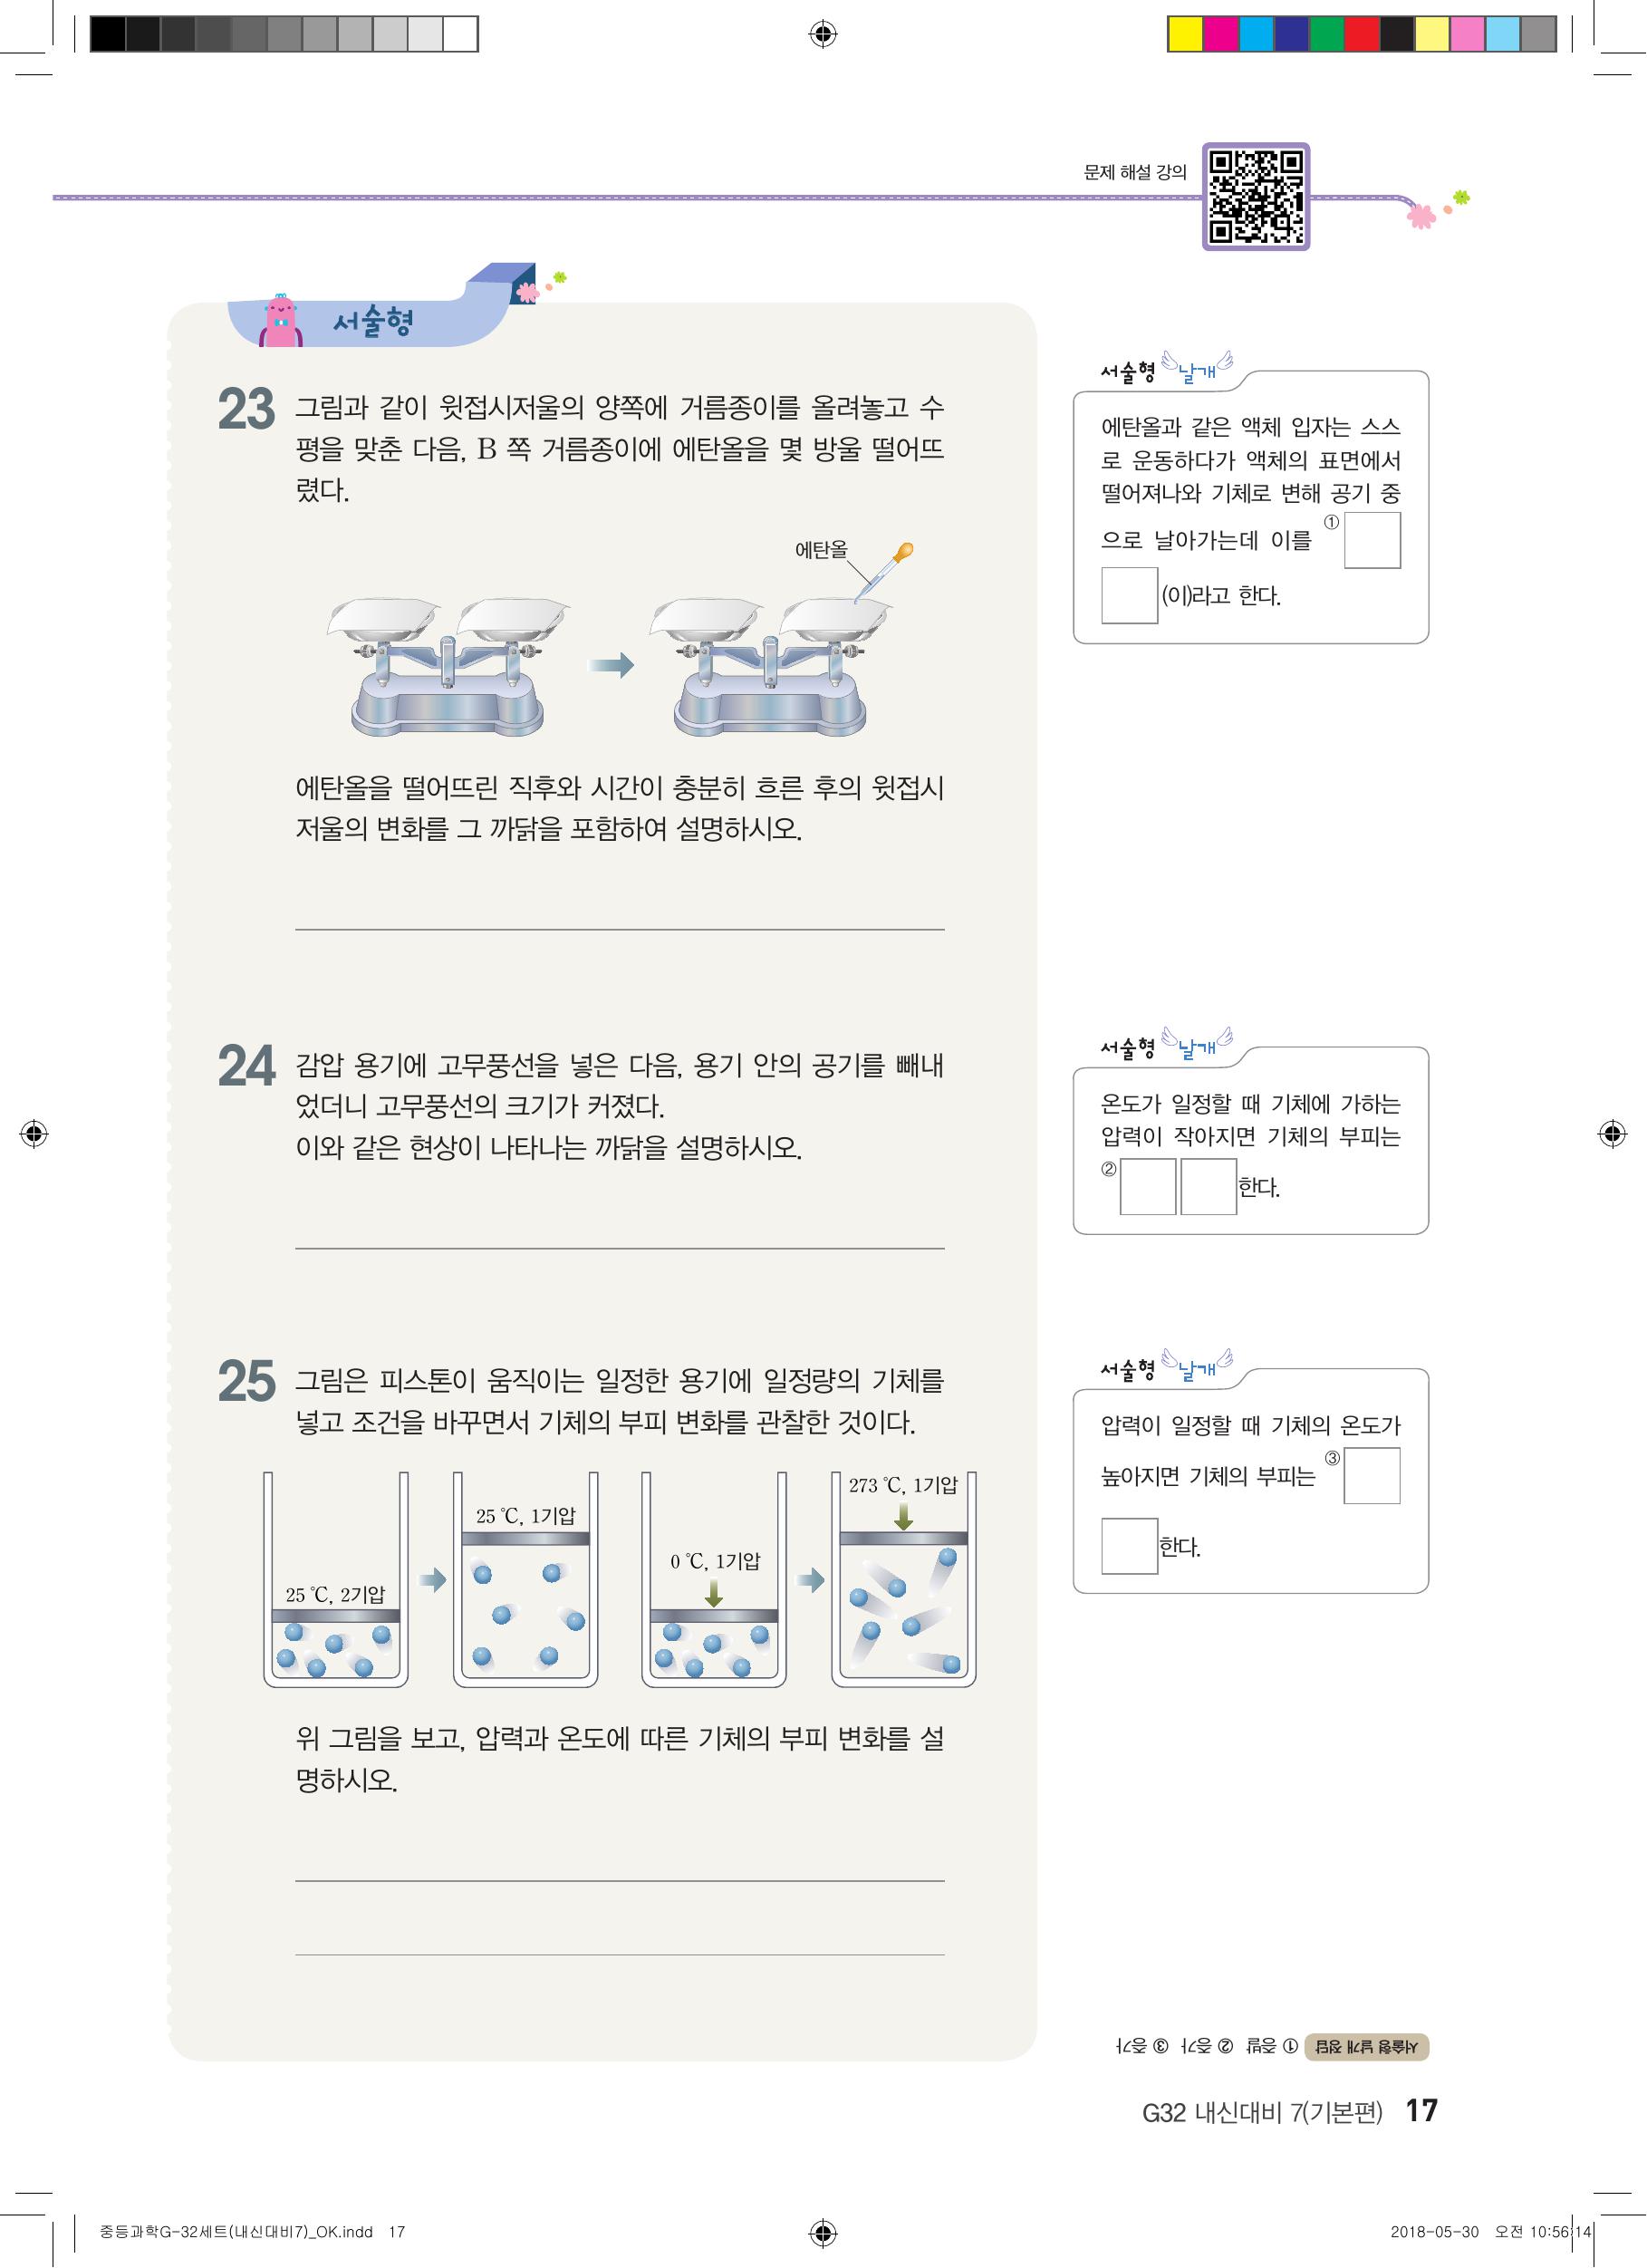 문제 해설 강의
서술형
23 그림과 같이 윗접시저울의 양쪽에 거름종이를 올려놓고 수
평을 맞춘 다음, B 쪽 거름종이에 에탄올을 몇 방울 떨어뜨
렸다.
에탄올
에탄올을 떨어뜨린 직후와 시간이 충분히 흐른 후의 윗접시
저울의 변화를 그 까닭을 포함하여 설명하시오.
서술형 날개
에탄올과 같은 액체 입자는 스스
로 운동하다가 액체의 표면에서
떨어져나와 기체로 변해 공기 중
으로 날아가는데 이를 ①
(이)라고 한다.
24 감압 용기에 고무풍선을 넣은 다음, 용기 안의 공기를 빼내
었더니 고무풍선의 크기가 커졌다.
이와 같은 현상이 나타나는 까닭을 설명하시오.
서술형 날개
온도가 일정할 때 기체에 가하는
압력이 작아지면 기체의 부피는
② 한다.
25 그림은 피스톤이 움직이는 일정한 용기에 일정량의 기체를
넣고 조건을 바꾸면서 기체의 부피 변화를 관찰한 것이다.
25 ℃, 2기압
25 ℃, 1기압
0 ℃, 1기압
273 ℃, 1기압
위 그림을 보고, 압력과 온도에 따른 기체의 부피 변화를 설
명하시오.
서술형 날개
압력이 일정할 때 기체의 온도가
높아지면 기체의 부피는 ③
한다.
서술형 날개 정답 ① 증발 ② 증가 ③ 증가
G32 내신대비 7(기본편) 17
중등과학G-32세트(내신대비7)_OK.indd 17
2018-05-30 오전 10:56:14